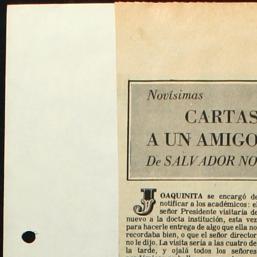 Novísimas
CARTAS
A UN AMIGO
De SALVADOR NO
JOAQUINITA se encargó de
notificar a los académicos: el
señor Presidente visitaría de
nuevo a la docta institución, esta vez
para hacerle entrega de algo que ella no
recordaba bien, o que el señor director
no le dijo. La visita sería a las cuatro de
la tarde, y ojalá todos los señores